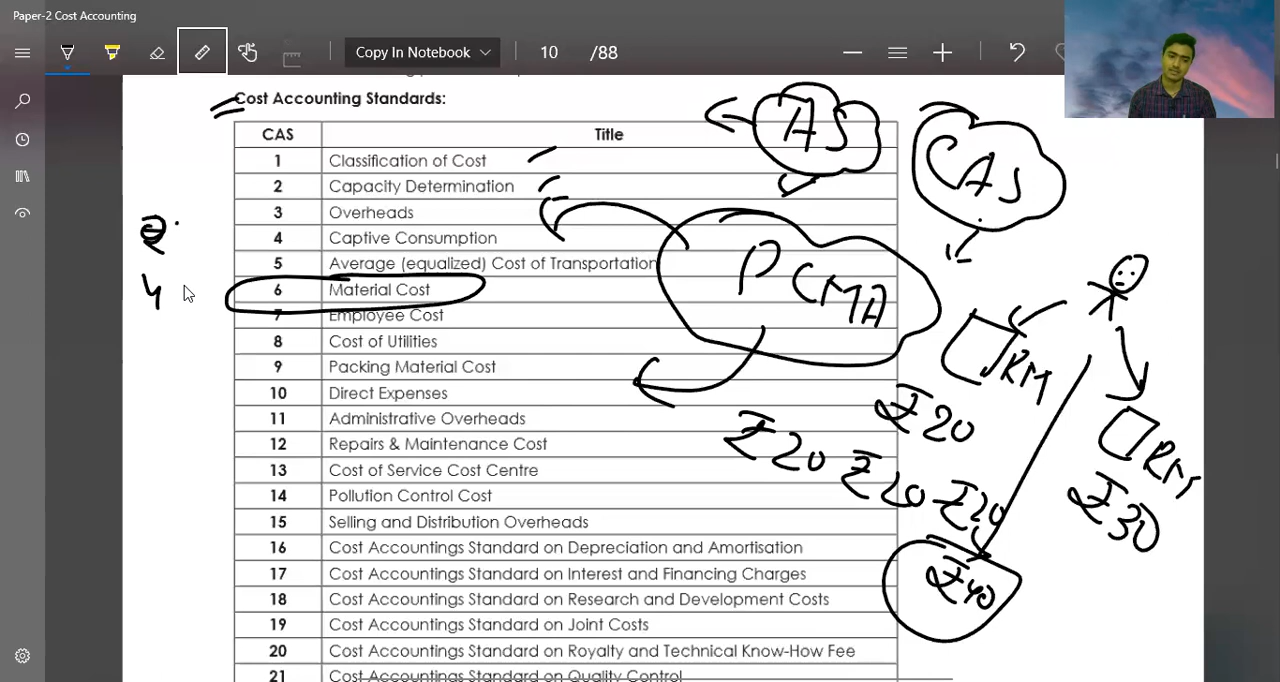 Paper-2 Cost Accounting
Copy In Notebook
10 /88
Cost Accounting Standards:
CAS Title
1 Classification of Cost
2 Capacity Determination
3 Overheads
4 Captive Consumption
5 Average (equalized) Cost of Transportation
6 Material Cost
7 Employee Cost
8 Cost of Utilities
9 Packing Material Cost
10 Direct Expenses
11 Administrative Overheads
12 Repairs & Maintenance Cost
13 Cost of Service Cost Centre
14 Pollution Control Cost
15 Selling and Distribution Overheads
16 Cost Accountings Standard on Depreciation and Amortisation
17 Cost Accountings Standard on Interest and Financing Charges
18 Cost Accountings Standard on Research and Development Costs
19 Cost Accountings Standard on Joint Costs
20 Cost Accountings Standard on Royalty and Technical Know-How Fee
21 Cost Accountings Standard on Quality Control
AS
CAS
PCMA
RM
₹20
RM
₹30
₹20 ₹20 ₹20
₹40